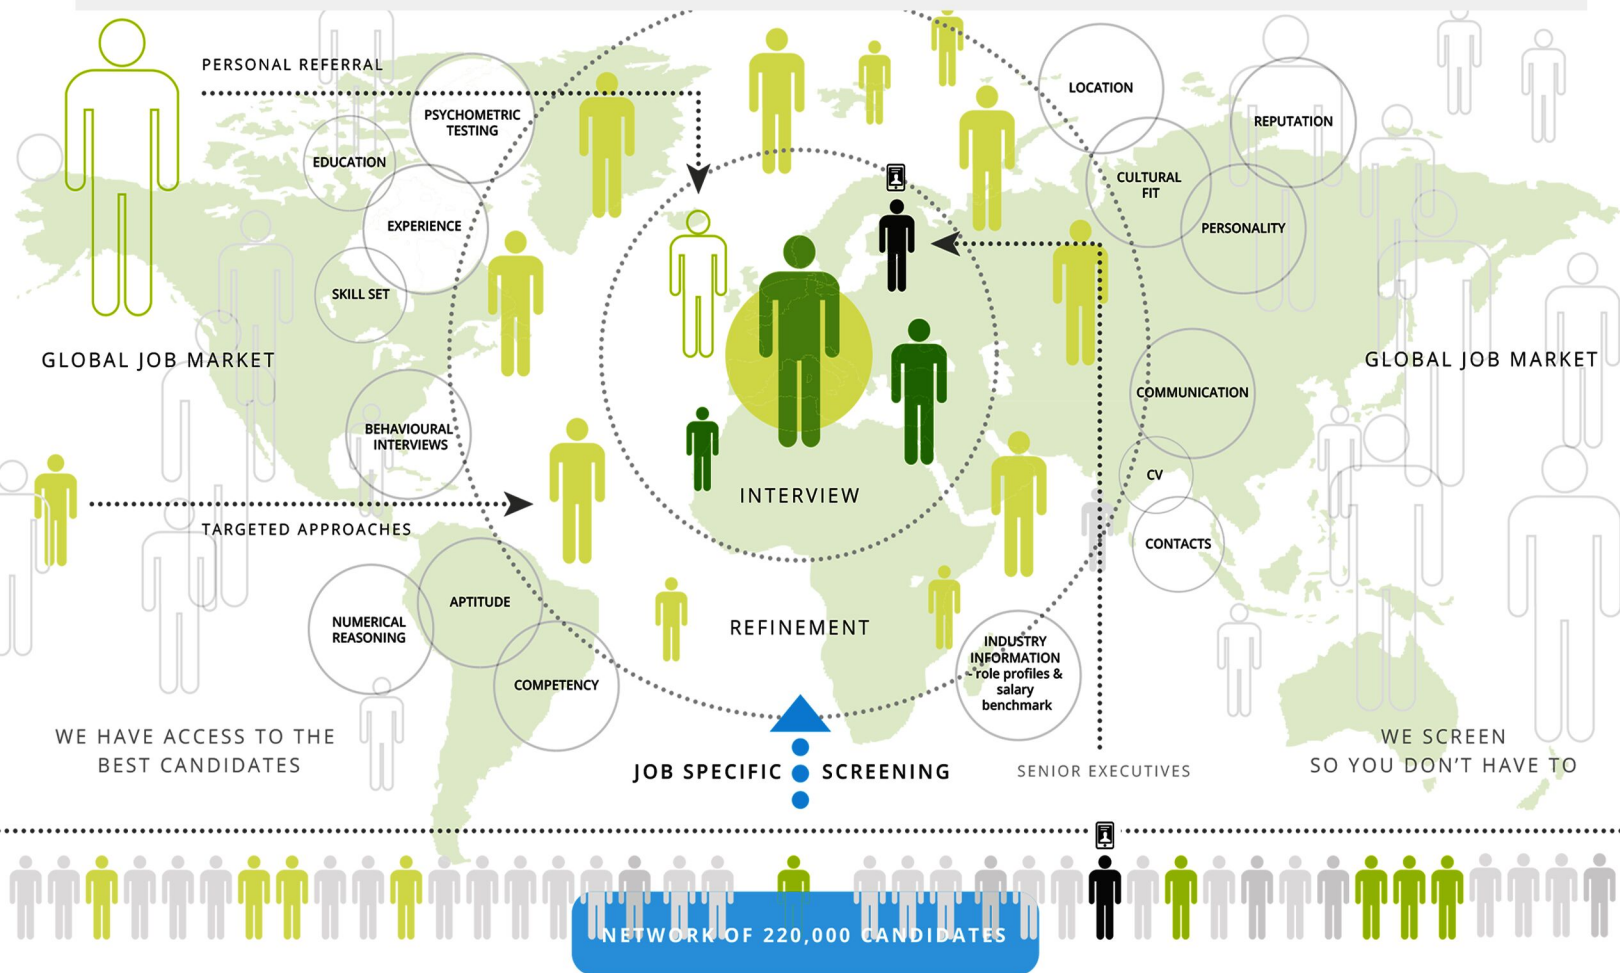 PERSONAL REFERRAL
PSYCHOMETRIC
TESTING
EDUCATION
EXPERIENCE
SKILL SET
LOCATION
REPUTATION
CULTURAL
FIT
PERSONALITY
GLOBAL JOB MARKET
GLOBAL JOB MARKET
BEHAVIOURAL
INTERVIEWS
COMMUNICATION
CV
CONTACTS
INTERVIEW
TARGETED APPROACHES
APTITUDE
NUMERICAL
REASONING
COMPETENCY
REFINEMENT
INDUSTRY
INFORMATION
- role profiles &
salary
benchmark
WE HAVE ACCESS TO THE
BEST CANDIDATES
JOB SPECIFIC SCREENING
SENIOR EXECUTIVES
WE SCREEN
SO YOU DON'T HAVE TO
NETWORK OF 220,000 CANDIDATES